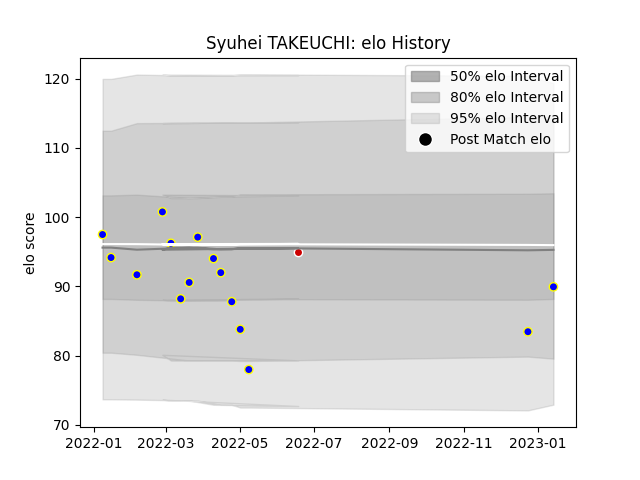 Syuhei TAKEUCHI: elo History
50% elo Interval
80% elo Interval
95% elo Interval
Post Match elo
elo score
120
110
100
90
80
70
2022-01
2022-03
2022-05
2022-07
2022-09
2022-11
2023-01